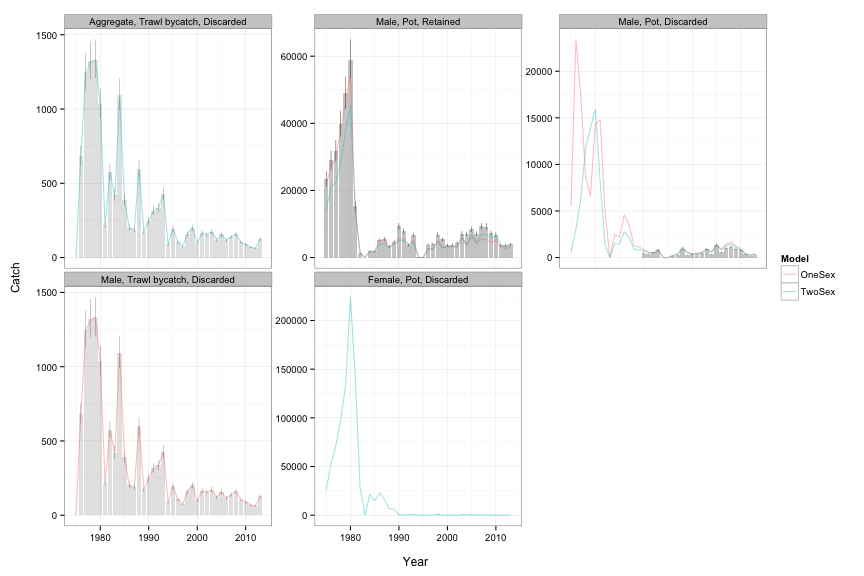 Aggregate, Trawl bycatch, Discarded
Male, Pot, Retained
Male, Pot, Discarded
1500
1000
500
0
60000
40000
20000
0
20000
15000
10000
5000
0
Male, Trawl bycatch, Discarded
Female, Pot, Discarded
1500
1000
500
0
200000
150000
100000
50000
0
1980 1990 2000 2010
1980 1990 2000 2010
Catch
Year
Model
OneSex
TwoSex